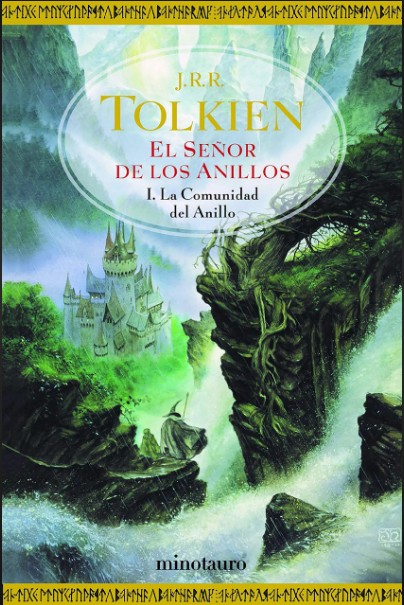 J.R.R.
TOLKIEN
EL SEÑOR
DE LOS ANILLOS
I. La Comunidad
del Anillo
minotauro